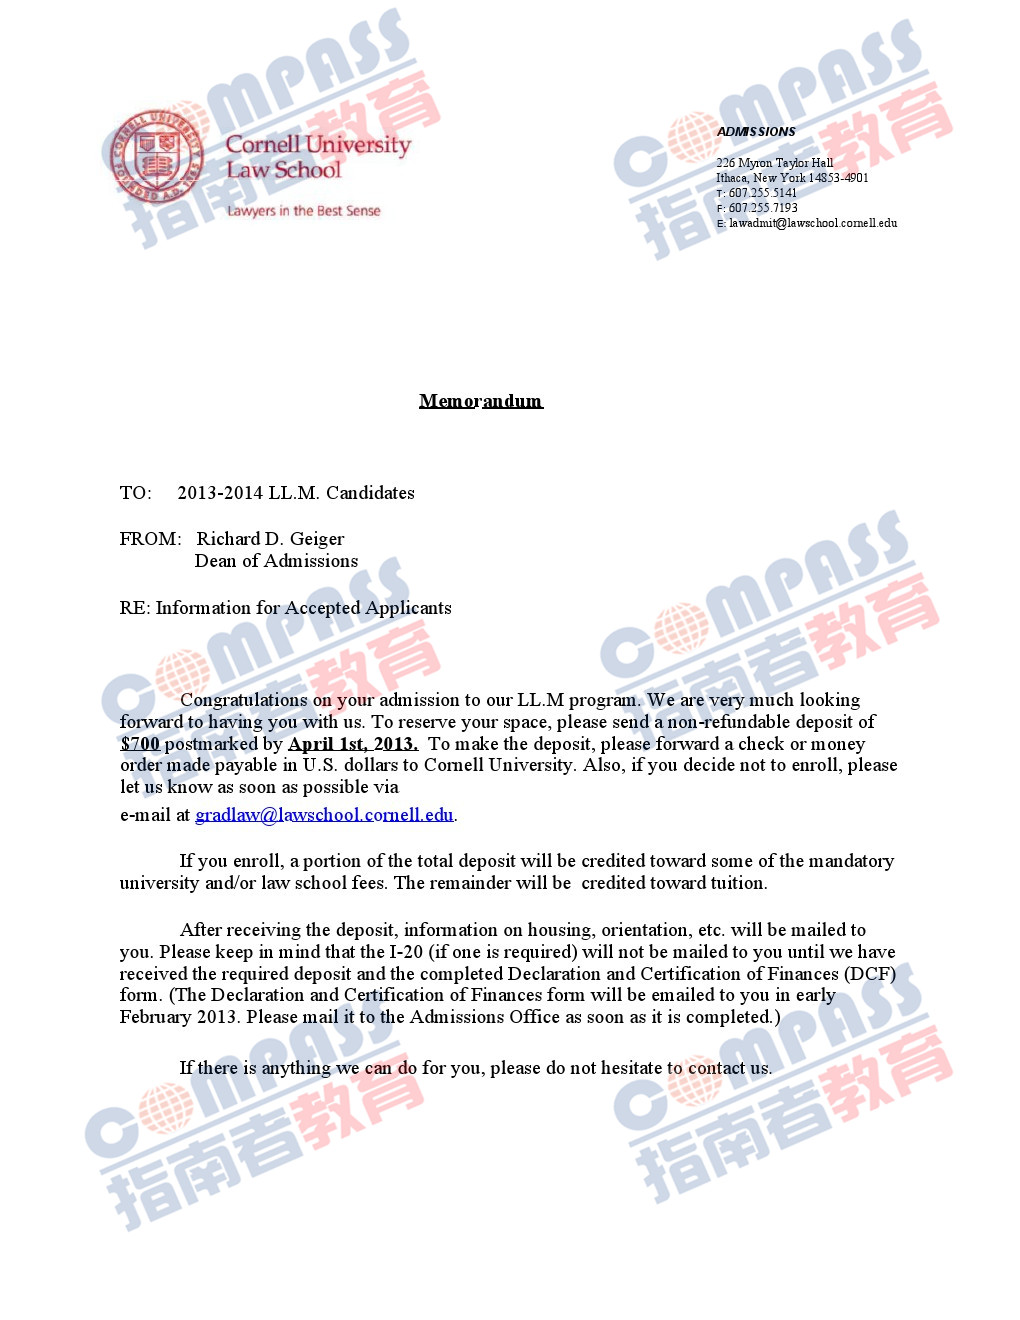 COMPASS
指南者教育
COMPASS
指南者教育
CORNELL UNIVERSITY
FOUNDED A.D. 1865
Cornell University
Law School
Lawyers in the Best Sense
ADMISSIONS
226 Myron Taylor Hall
Ithaca, New York 14853-4901
T: 607.255.5141
F: 607.255.7193
E: lawadmit@lawschool.cornell.edu
Memorandum
TO: 2013-2014 LL.M. Candidates
FROM: Richard D. Geiger
Dean of Admissions
RE: Information for Accepted Applicants
COMPASS
指南者教育
COMPASS
指南者教育
Congratulations on your admission to our LL.M program. We are very much looking
forward to having you with us. To reserve your space, please send a non-refundable deposit of
$700 postmarked by April 1st, 2013. To make the deposit, please forward a check or money
order made payable in U.S. dollars to Cornell University. Also, if you decide not to enroll, please
let us know as soon as possible via
e-mail at gradlaw@lawschool.cornell.edu.
If you enroll, a portion of the total deposit will be credited toward some of the mandatory
university and/or law school fees. The remainder will be credited toward tuition.
After receiving the deposit, information on housing, orientation, etc. will be mailed to
you. Please keep in mind that the I-20 (if one is required) will not be mailed to you until we have
received the required deposit and the completed Declaration and Certification of Finances (DCF)
form. (The Declaration and Certification of Finances form will be emailed to you in early
February 2013. Please mail it to the Admissions Office as soon as it is completed.)
If there is anything we can do for you, please do not hesitate to contact us.
COMPASS
指南者教育
COMPASS
指南者教育